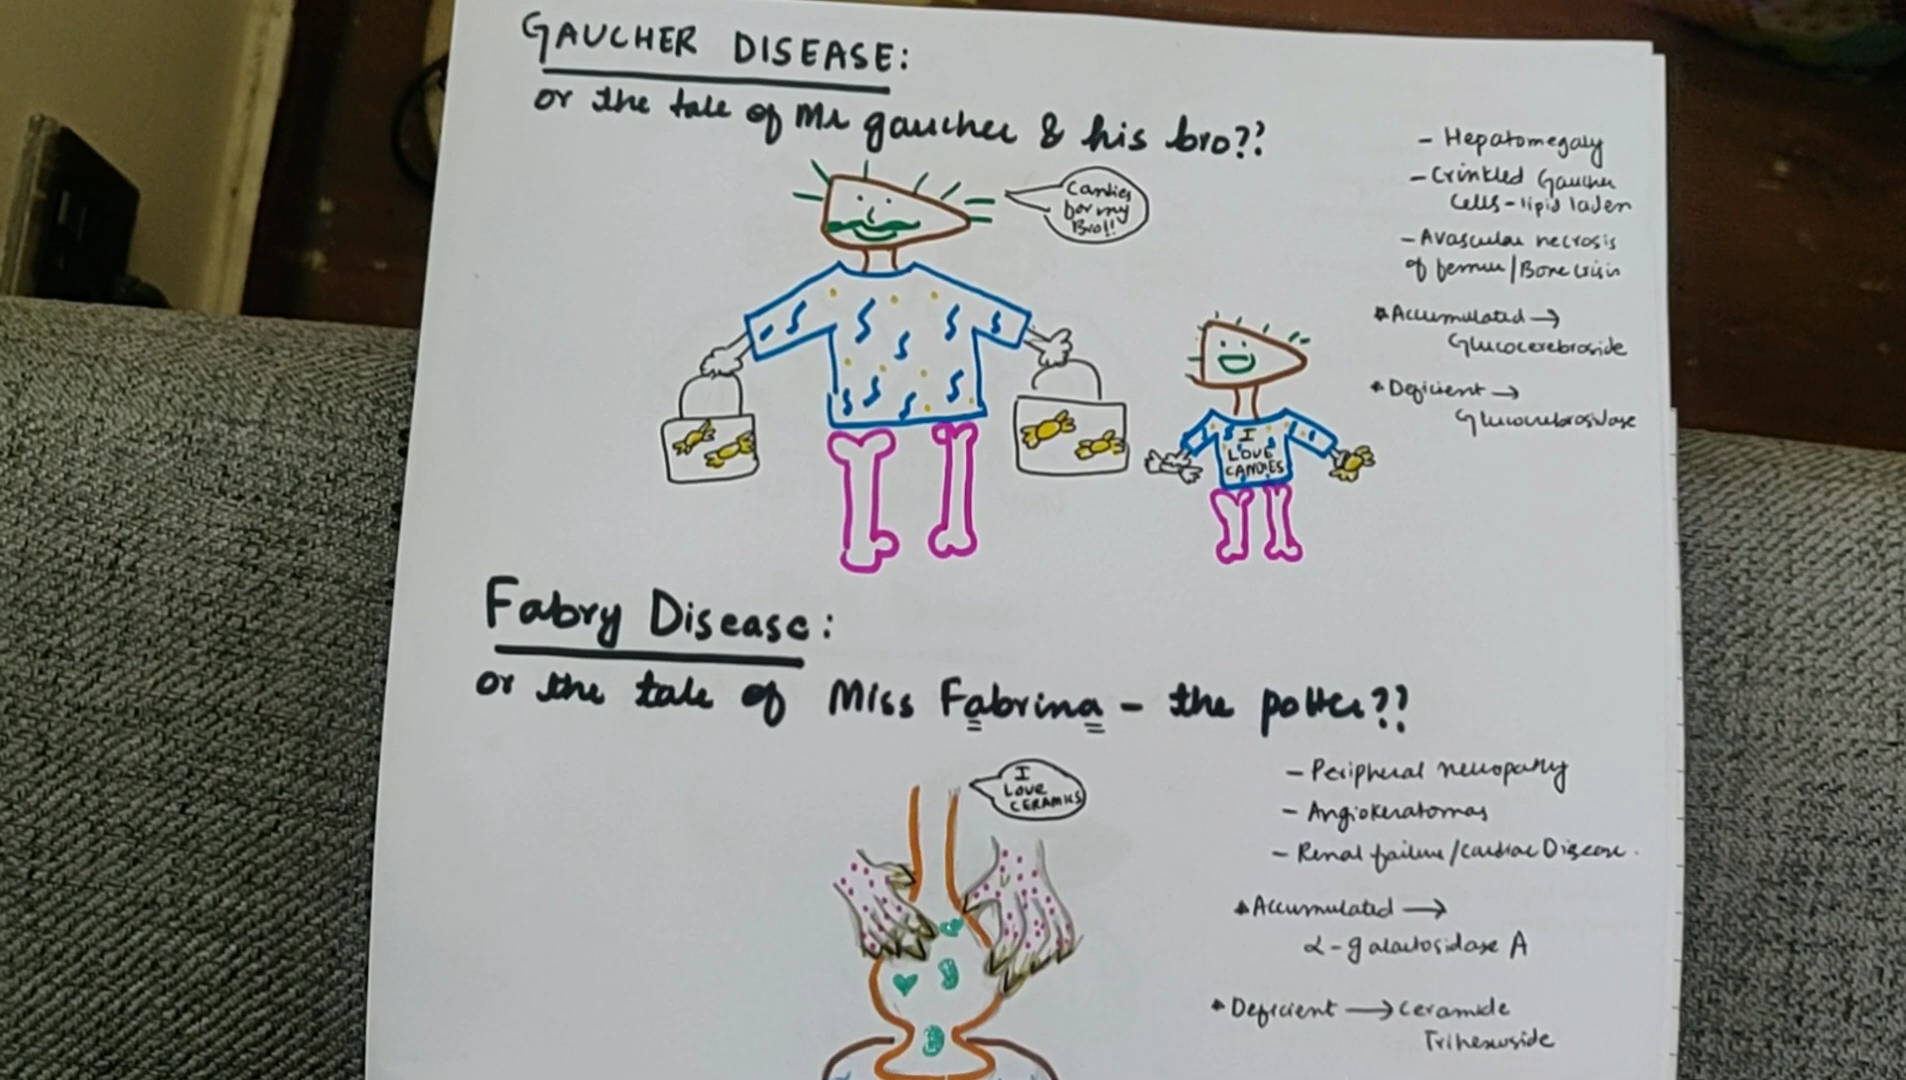 GAUCHER DISEASE:
or the tale of Mr gaucher & his bro??
Candies
for my
Bro!!
- Hepatomegaly
- Crinkled Gaucher
Cells - lipid laden
- Avascular necrosis
of femur/Bone crisis
* Accumulated →
Glucocerebroside
* Deficient →
Glucocerebrosidase
I
LOVE
CANDIES
Fabry Disease:
or the tale of Miss Fabrina - the potter??
I
LOVE
CERAMICS
- Peripheral neuropathy
- Angiokeratomas
- Renal failure/cardiac Disease.
* Accumulated →
α-galactosidase A
* Deficient → Ceramide
Trihexoside